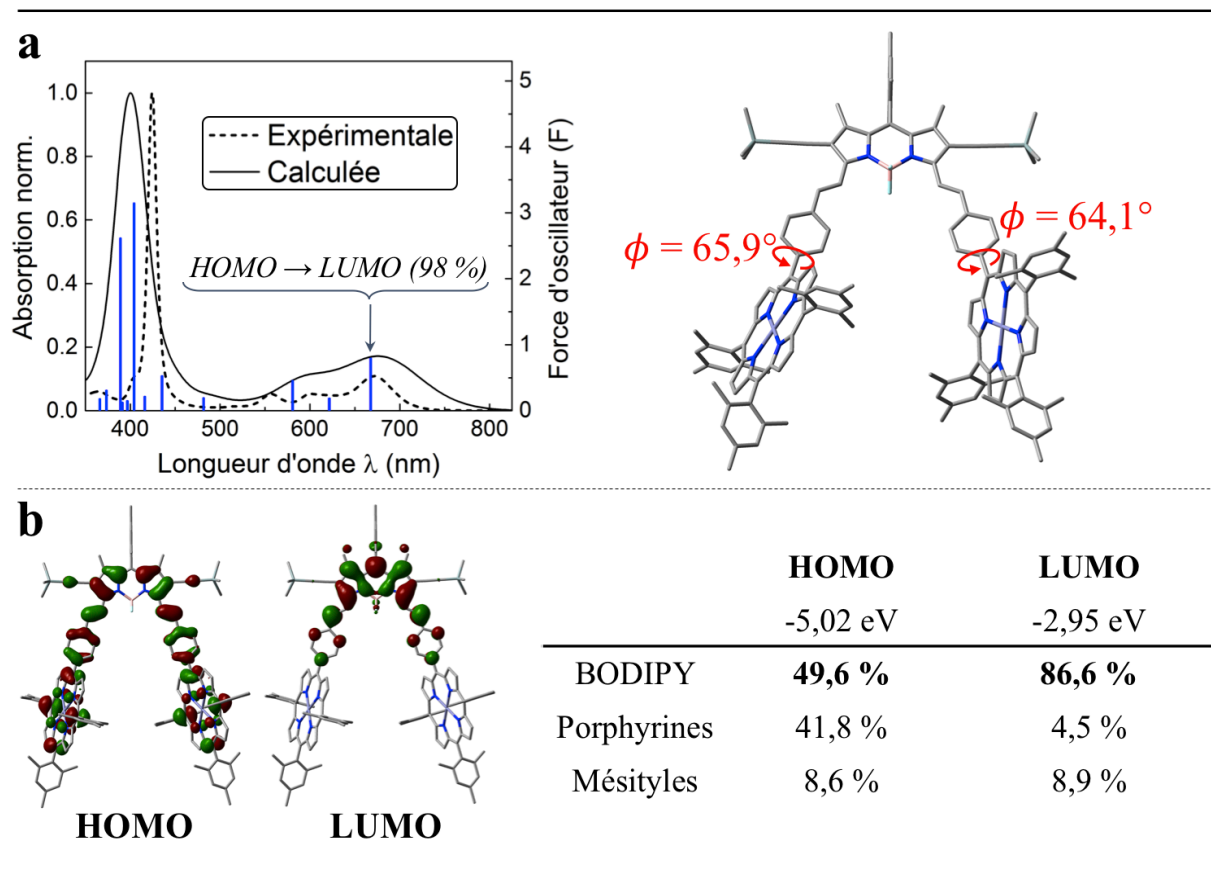 a
Absorption norm.
1.0
0.8
0.6
0.4
0.2
0.0
Expérimentale
Calculée
HOMO → LUMO (98 %)
5
4
3
2
1
0
Force d'oscillateur (F)
400 500 600 700 800
Longueur d'onde λ (nm)
ϕ = 65,9°
ϕ = 64,1°
b
HOMO
LUMO
HOMO LUMO
-5,02 eV -2,95 eV
BODIPY 49,6 % 86,6 %
Porphyrines 41,8 % 4,5 %
Mésityles 8,6 % 8,9 %